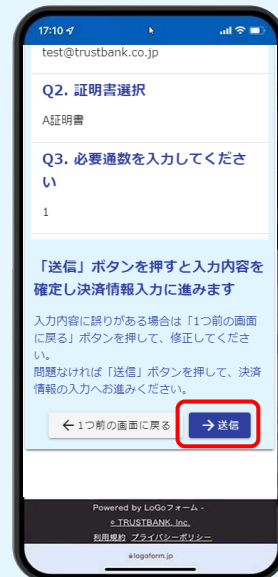 17:10
test@trustbank.co.jp
Q2. 証明書選択
A証明書
Q3. 必要通数を入力してくださ
い
1
「送信」ボタンを押すと入力内容を
確定し決済情報入力に進みます
入力内容に誤りがある場合は「1つ前の画面
に戻る」ボタンを押して、修正してくださ
い。
問題なければ「送信」ボタンを押して、決済
情報の入力へお進みください。
←1つ前の画面に戻る
→送信
Powered by LoGoフォーム -
© TRUSTBANK, Inc.
利用規約 プライバシーポリシー
logoform.jp